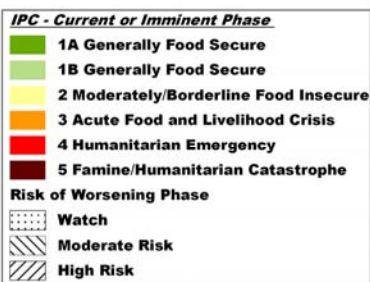 IPC - Current or Imminent Phase
1A Generally Food Secure
1B Generally Food Secure
2 Moderately/Borderline Food Insecure
3 Acute Food and Livelihood Crisis
4 Humanitarian Emergency
5 Famine/Humanitarian Catastrophe
Risk of Worsening Phase
Watch
Moderate Risk
High Risk